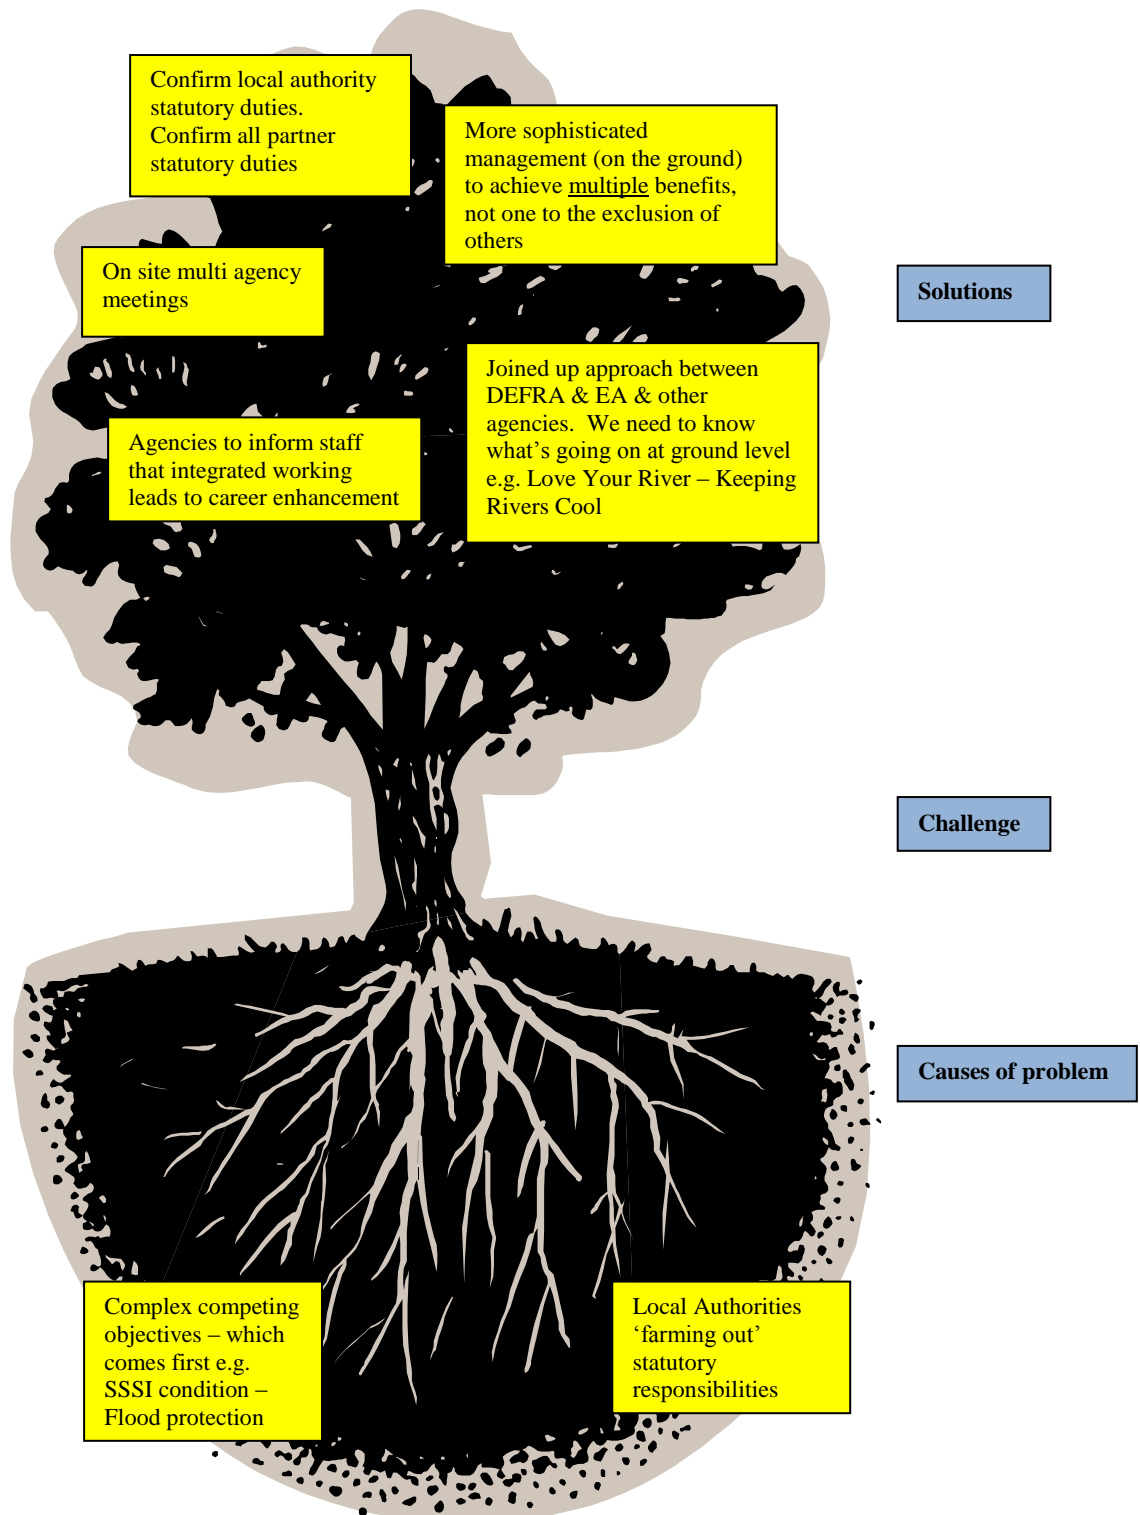 Confirm local authority
statutory duties.
Confirm all partner
statutory duties
More sophisticated
management (on the ground)
to achieve multiple benefits,
not one to the exclusion of
others
On site multi agency
meetings
Solutions
Joined up approach between
DEFRA & EA & other
agencies.  We need to know
what’s going on at ground level
e.g. Love Your River – Keeping
Rivers Cool
Agencies to inform staff
that integrated working
leads to career enhancement
Challenge
Causes of problem
Complex competing
objectives – which
comes first e.g.
SSSI condition –
Flood protection
Local Authorities
‘farming out’
statutory
responsibilities